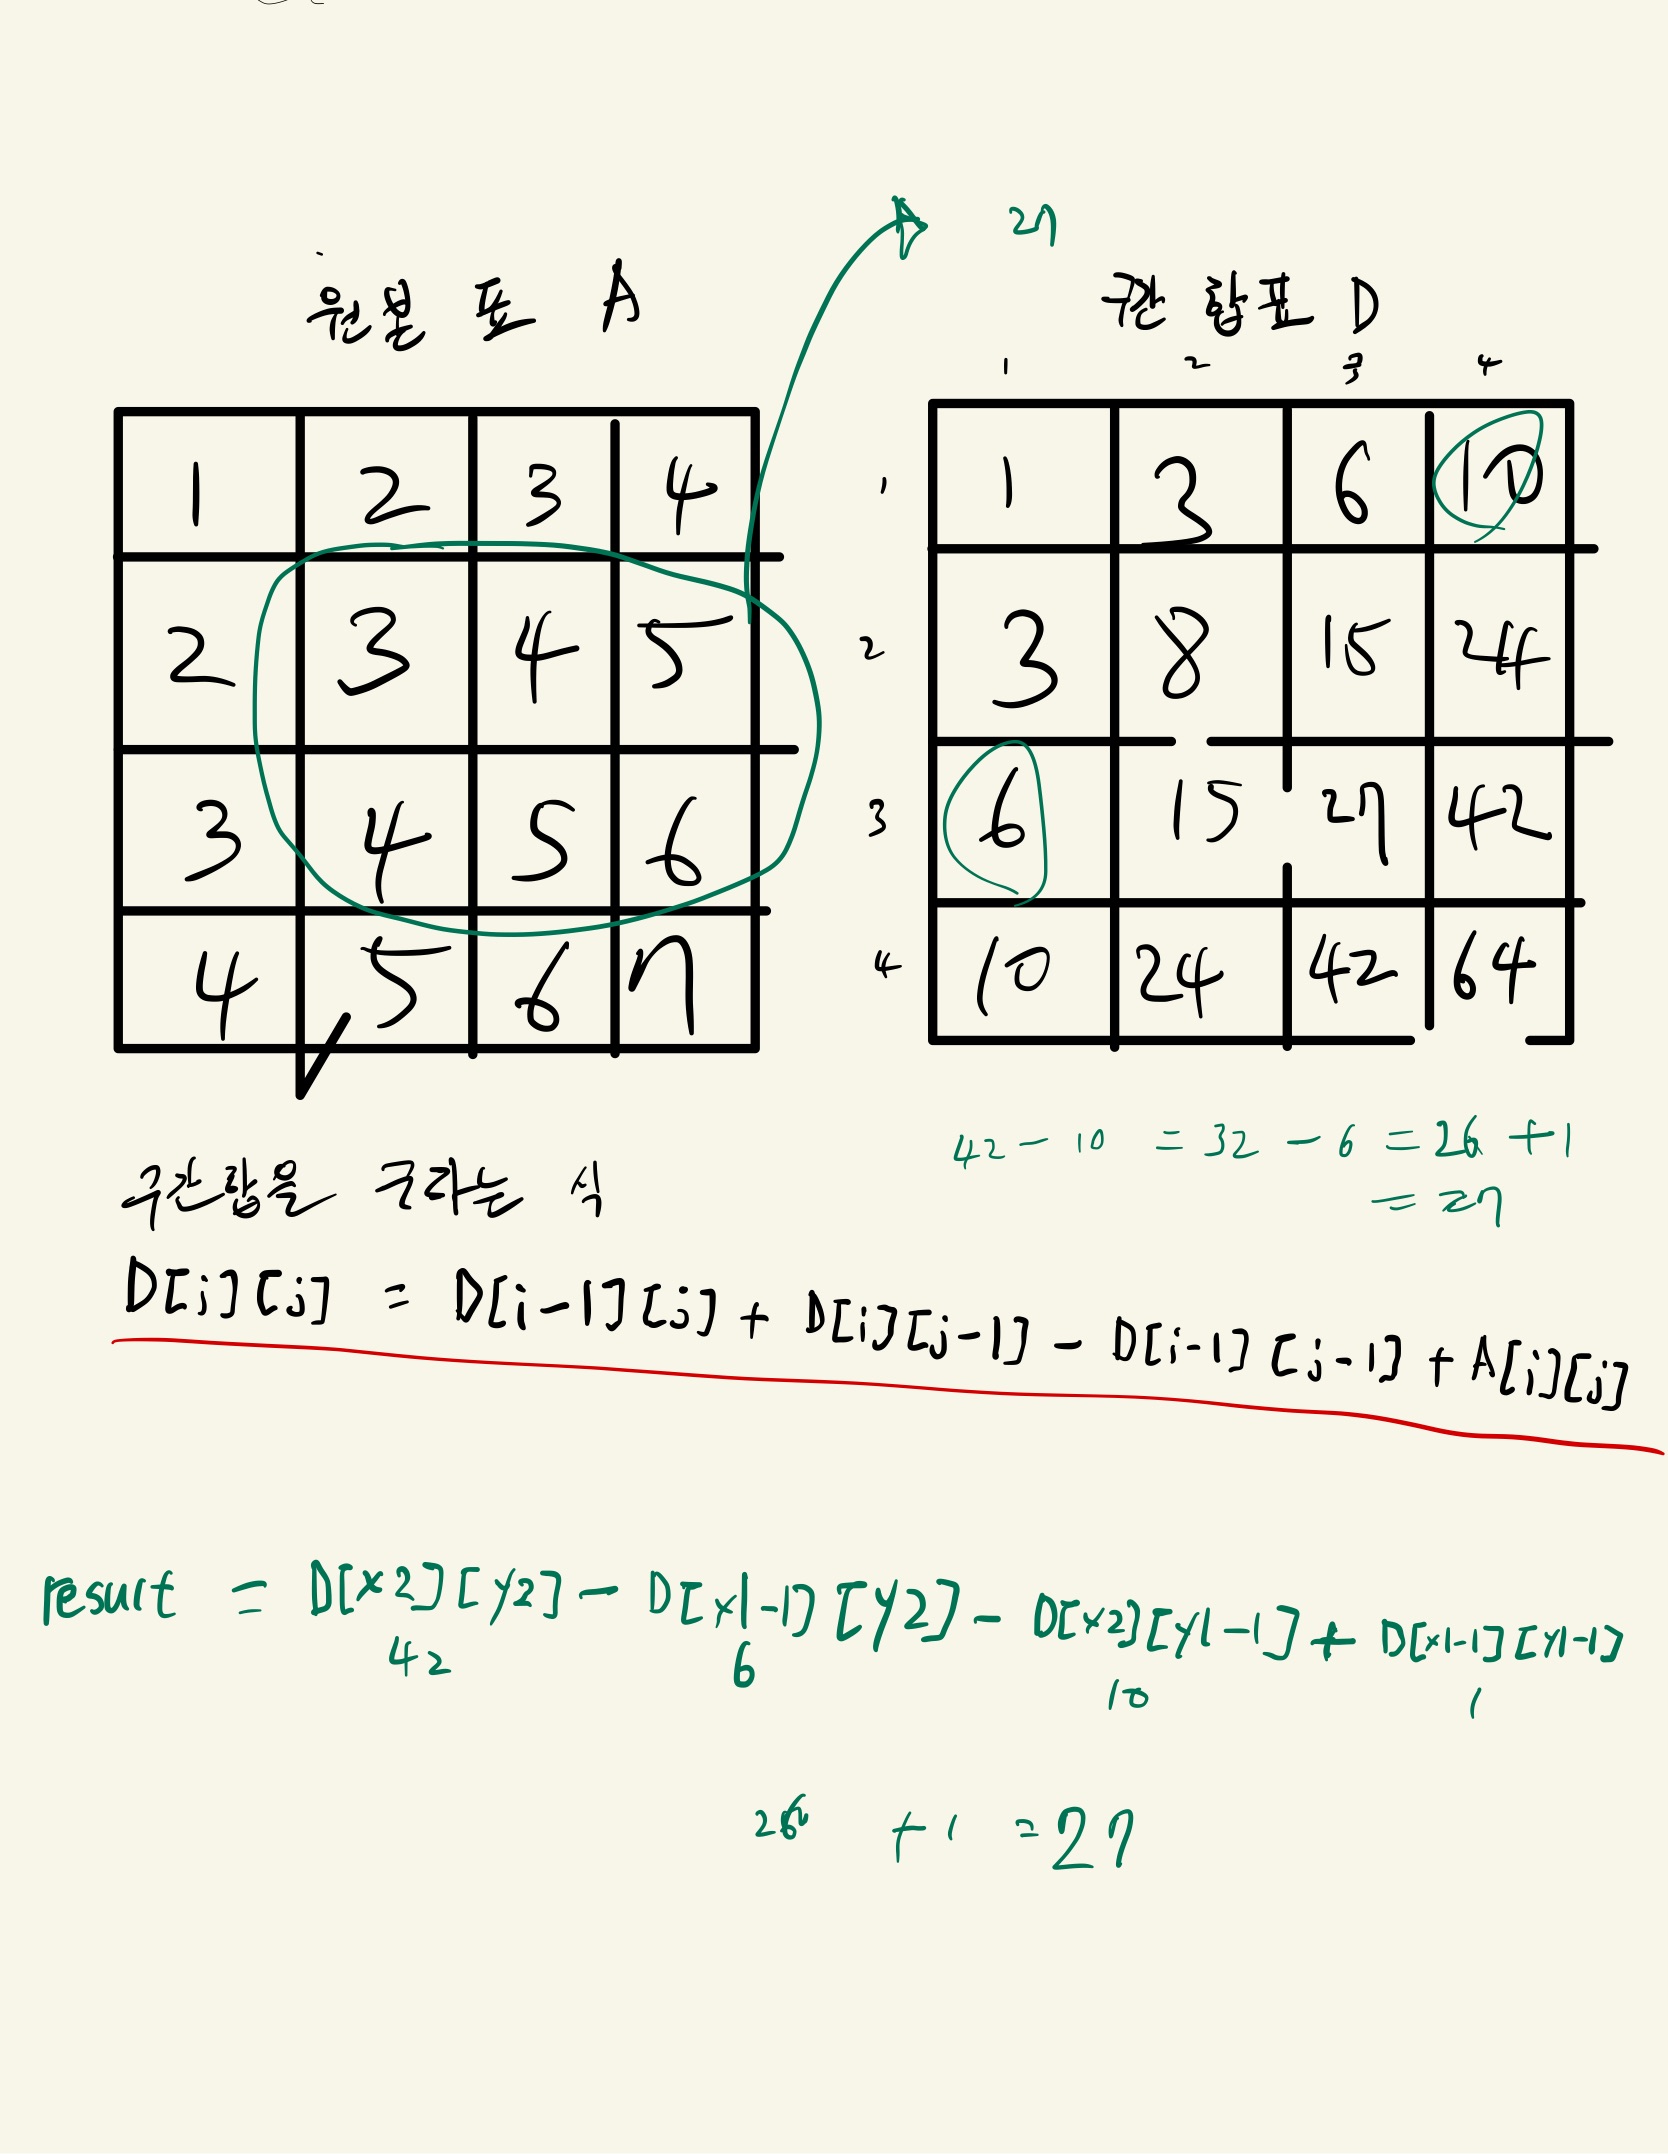 27
원본 표 A
구간 합표 D
1 2 3 4
1 2 3 4
1 1 3 6 10
2 3 4 5
2 3 8 15 24
3 4 5 6
3 6 15 27 42
4 5 6 7
4 10 24 42 64
42 - 10 = 32 - 6 = 26 + 1
= 27
구간합을 구하는 식
D[i][j] = D[i-1][j] + D[i][j-1] - D[i-1][j-1] + A[i][j]
result = D[x2][y2] - D[x1-1][y2] - D[x2][y1-1] + D[x1-1][y1-1]
42 6 10 1
26 + 1 = 27